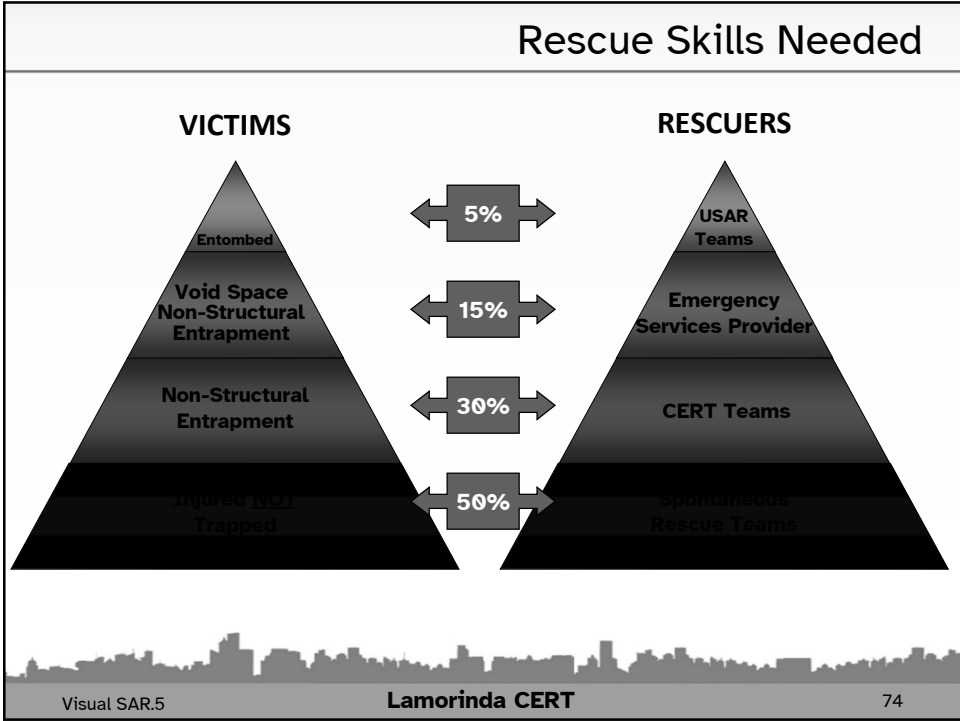 Rescue Skills Needed
VICTIMS
RESCUERS
Entombed
5%
USAR
Teams
Void Space
Non-Structural
Entrapment
15%
Emergency
Services Provider
Non-Structural
Entrapment
30%
CERT Teams
Injured NOT
Trapped
50%
Spontaneous
Rescue Teams
Visual SAR.5
Lamorinda CERT
74